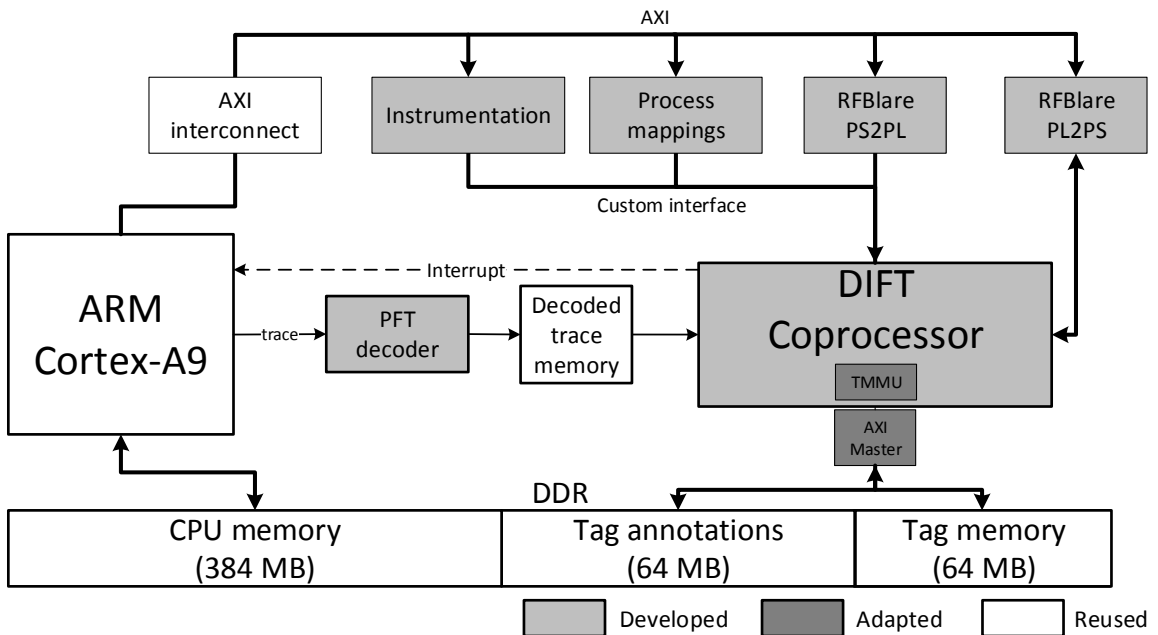 AXI
AXI
interconnect
Instrumentation
Process
mappings
RFBlare
PS2PL
RFBlare
PL2PS
Custom interface
ARM
Cortex-A9
Interrupt
trace
PFT
decoder
Decoded
trace
memory
DIFT
Coprocessor
TMMU
AXI
Master
DDR
CPU memory
(384 MB)
Tag annotations
(64 MB)
Tag memory
(64 MB)
Developed
Adapted
Reused